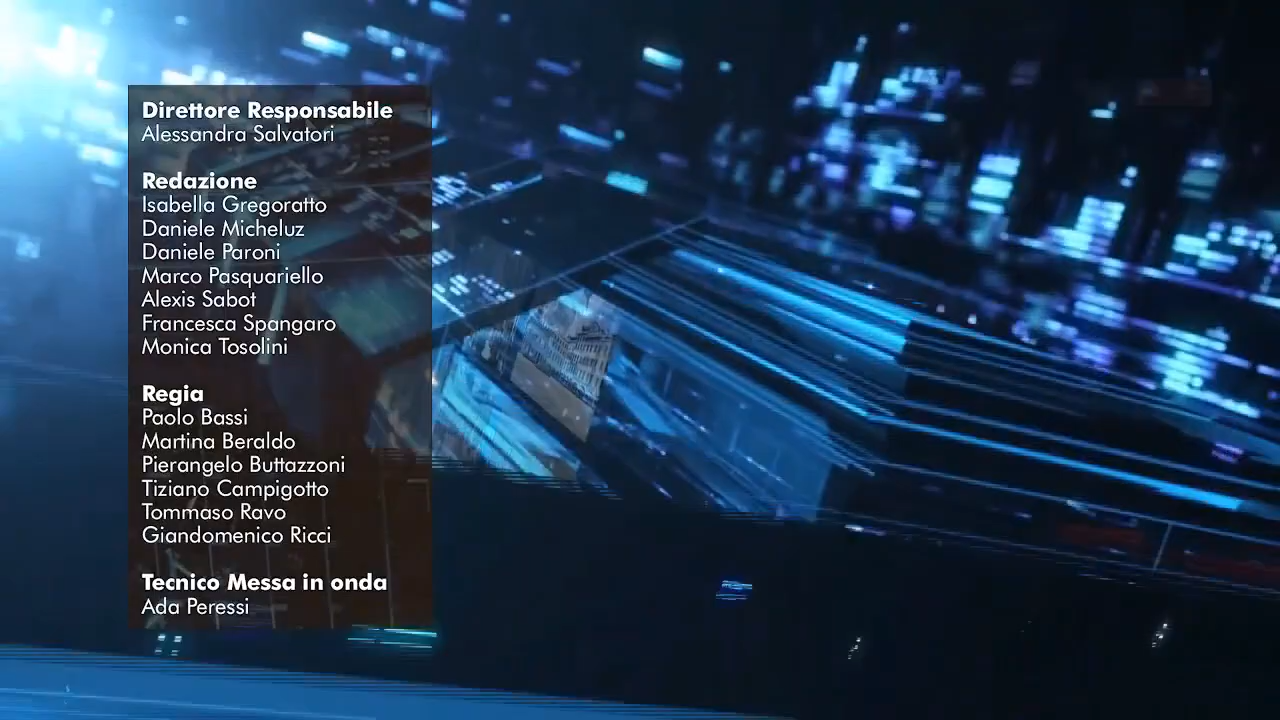 Direttore Responsabile
Alessandra Salvatori
Redazione
Isabella Gregoratto
Daniele Micheluz
Daniele Paroni
Marco Pasquariello
Alexis Sabot
Francesca Spangaro
Monica Tosolini
Regia
Paolo Bassi
Martina Beraldo
Pierangelo Buttazzoni
Tiziano Campigotto
Tommaso Ravo
Giandomenico Ricci
Tecnico Messa in onda
Ada Peressi